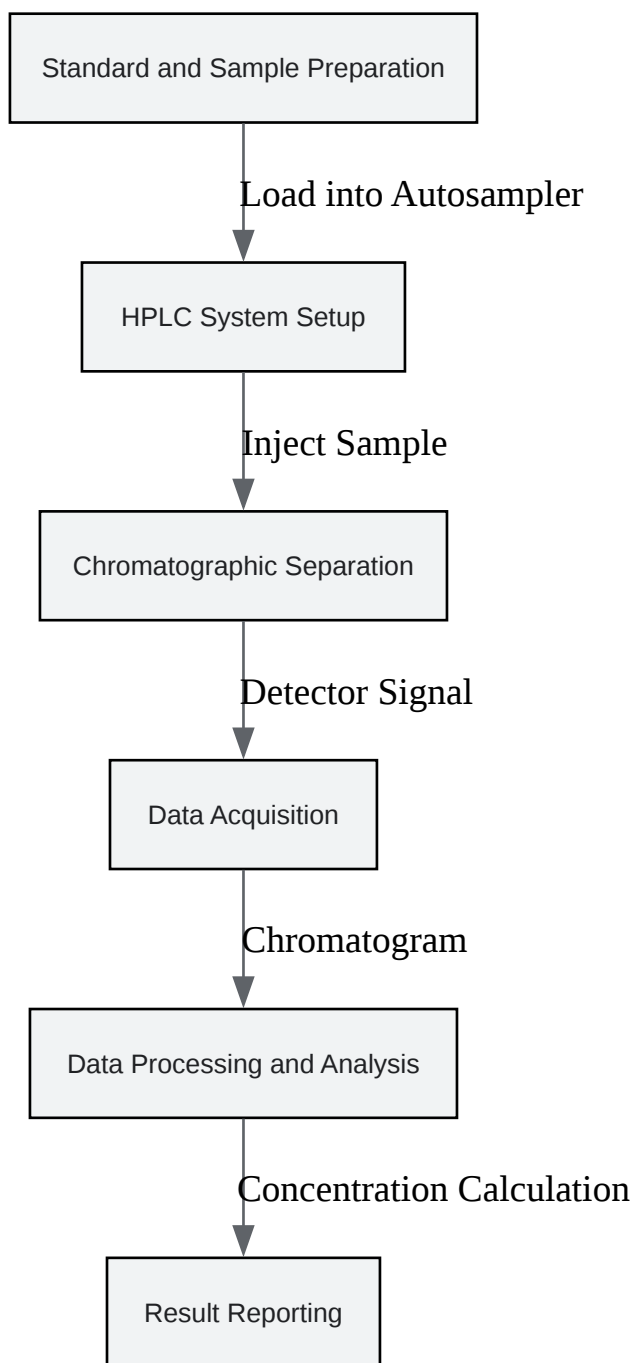 Standard and Sample Preparation
Load into Autosampler
HPLC System Setup
Inject Sample
Chromatographic Separation
Detector Signal
Data Acquisition
Chromatogram
Data Processing and Analysis
Concentration Calculation
Result Reporting